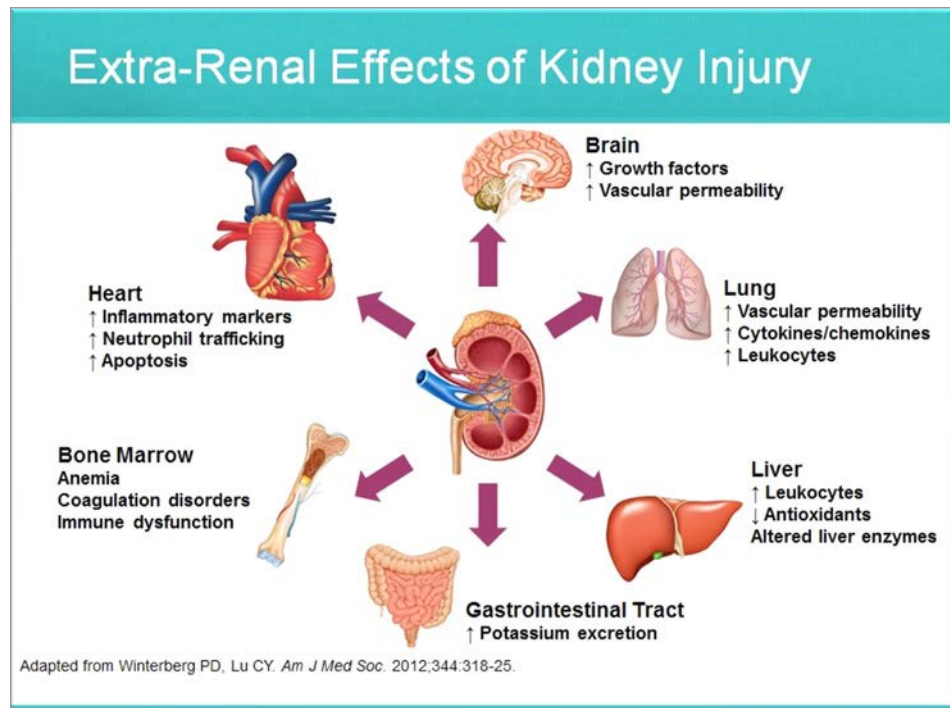 Extra-Renal Effects of Kidney Injury
Brain
↑ Growth factors
↑ Vascular permeability
Heart
↑ Inflammatory markers
↑ Neutrophil trafficking
↑ Apoptosis
Lung
↑ Vascular permeability
↑ Cytokines/chemokines
↑ Leukocytes
Bone Marrow
Anemia
Coagulation disorders
Immune dysfunction
Liver
↑ Leukocytes
↓ Antioxidants
Altered liver enzymes
Gastrointestinal Tract
↑ Potassium excretion
Adapted from Winterberg PD, Lu CY. Am J Med Soc. 2012;344:318-25.